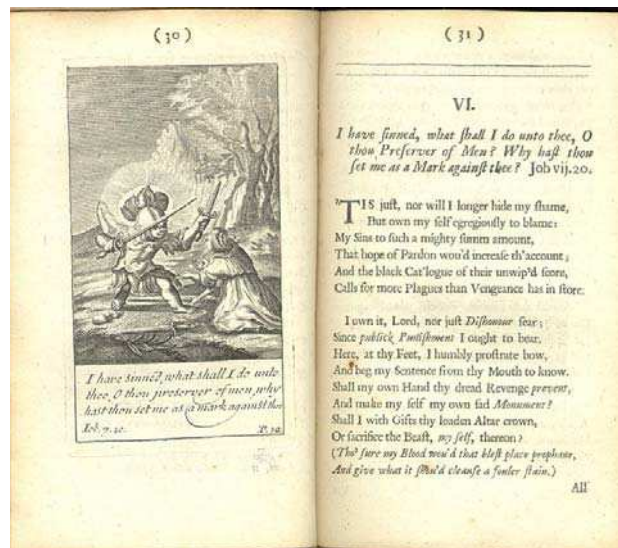 ( 30 )
I have sinned, what shall I do unto
thee, O thou preserver of men, why
hast thou set me as a mark against thee
Iob. 7. 20.
P. 30
( 31 )
VI.
I have ſinned, what ſhall I do unto thee, O
thou Preſerver of Men? Why haſt thou
ſet me as a Mark againſt thee? Job vij.20.
'TIS juſt, nor will I longer hide my ſhame,
But own my ſelf egregiouſly to blame:
My Sins to ſuch a mighty ſumm amount,
That hope of Pardon wou'd increaſe th'account;
And the black Cat'logue of their unwip'd ſcore,
Calls for more Plagues than Vengeance has in ſtore.
I own it, Lord, nor juſt Diſhonour fear;
Since publick Puniſhment I ought to bear.
Here, at thy Feet, I humbly proſtrate bow,
And beg my Sentence from thy Mouth to know.
Shall my own Hand thy dread Revenge prevent,
And make my ſelf my own ſad Monument?
Shall I with Gifts thy loaden Altar crown,
Or ſacrifice the Beaſt, my ſelf, thereon?
(Tho' ſure my Blood wou'd that bleſt place prophane,
And give what it ſhou'd cleanſe a fouler ſtain.)
All